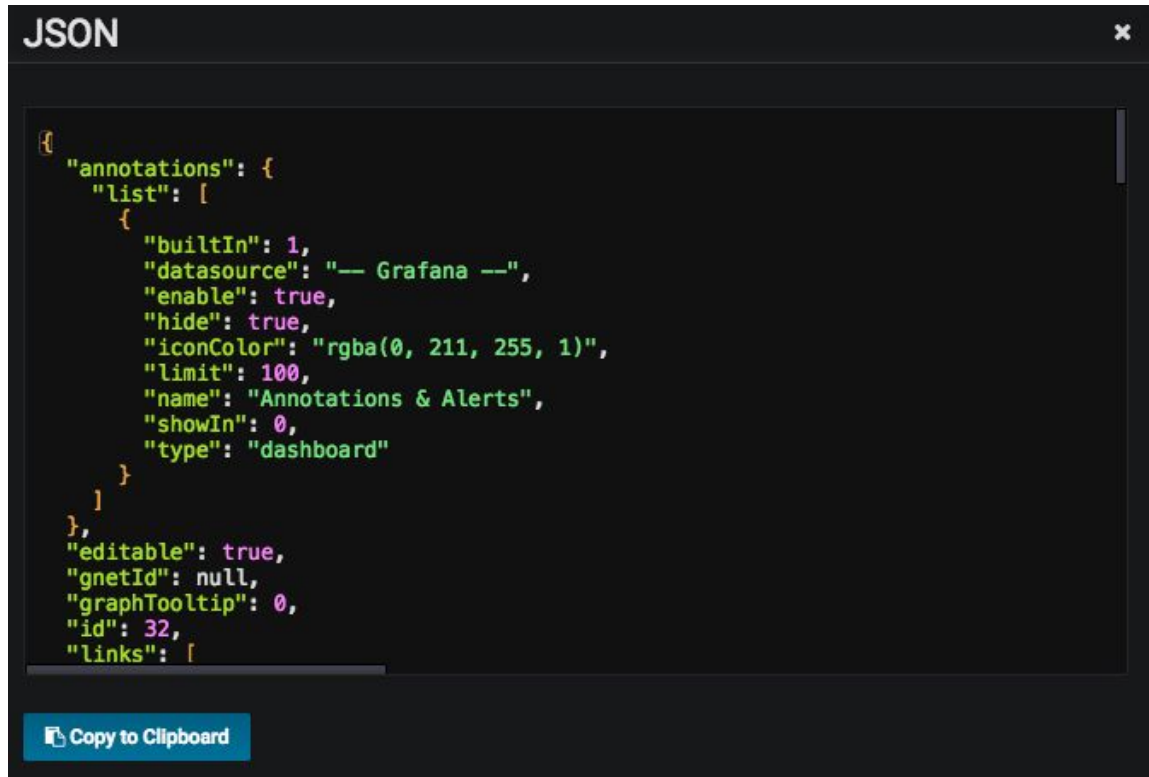 JSON
{
"annotations": {
"list": [
{
"builtIn": 1,
"datasource": "-- Grafana --",
"enable": true,
"hide": true,
"iconColor": "rgba(0, 211, 255, 1)",
"limit": 100,
"name": "Annotations & Alerts",
"showIn": 0,
"type": "dashboard"
}
]
},
"editable": true,
"gnetId": null,
"graphTooltip": 0,
"id": 32,
"links": [
Copy to Clipboard